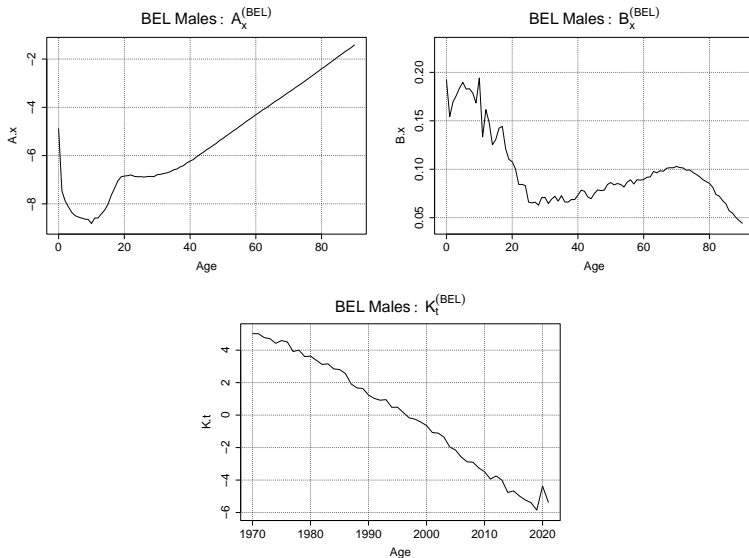 BEL Males : A_x^(BEL)
A.x
-2
-4
-6
-8
0 20 40 60 80
Age
BEL Males : B_x^(BEL)
B.x
0.20
0.15
0.10
0.05
0 20 40 60 80
Age
BEL Males : K_t^(BEL)
K.t
4
2
0
-2
-4
-6
1970 1980 1990 2000 2010 2020
Age